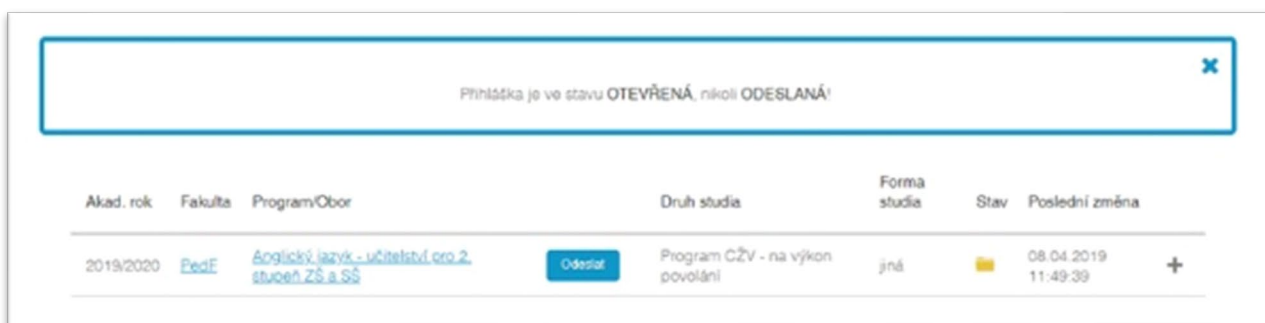 Přihláška je ve stavu OTEVŘENÁ, nikoli ODESLANÁ!
Akad. rok Fakulta Program/Obor Druh studia Forma studia Stav Poslední změna
2019/2020 PedF Anglický jazyk - učitelství pro 2. stupeň ZŠ a SŠ Odeslat Program CŽV - na výkon povolání jiná 08.04.2019 11:49:39